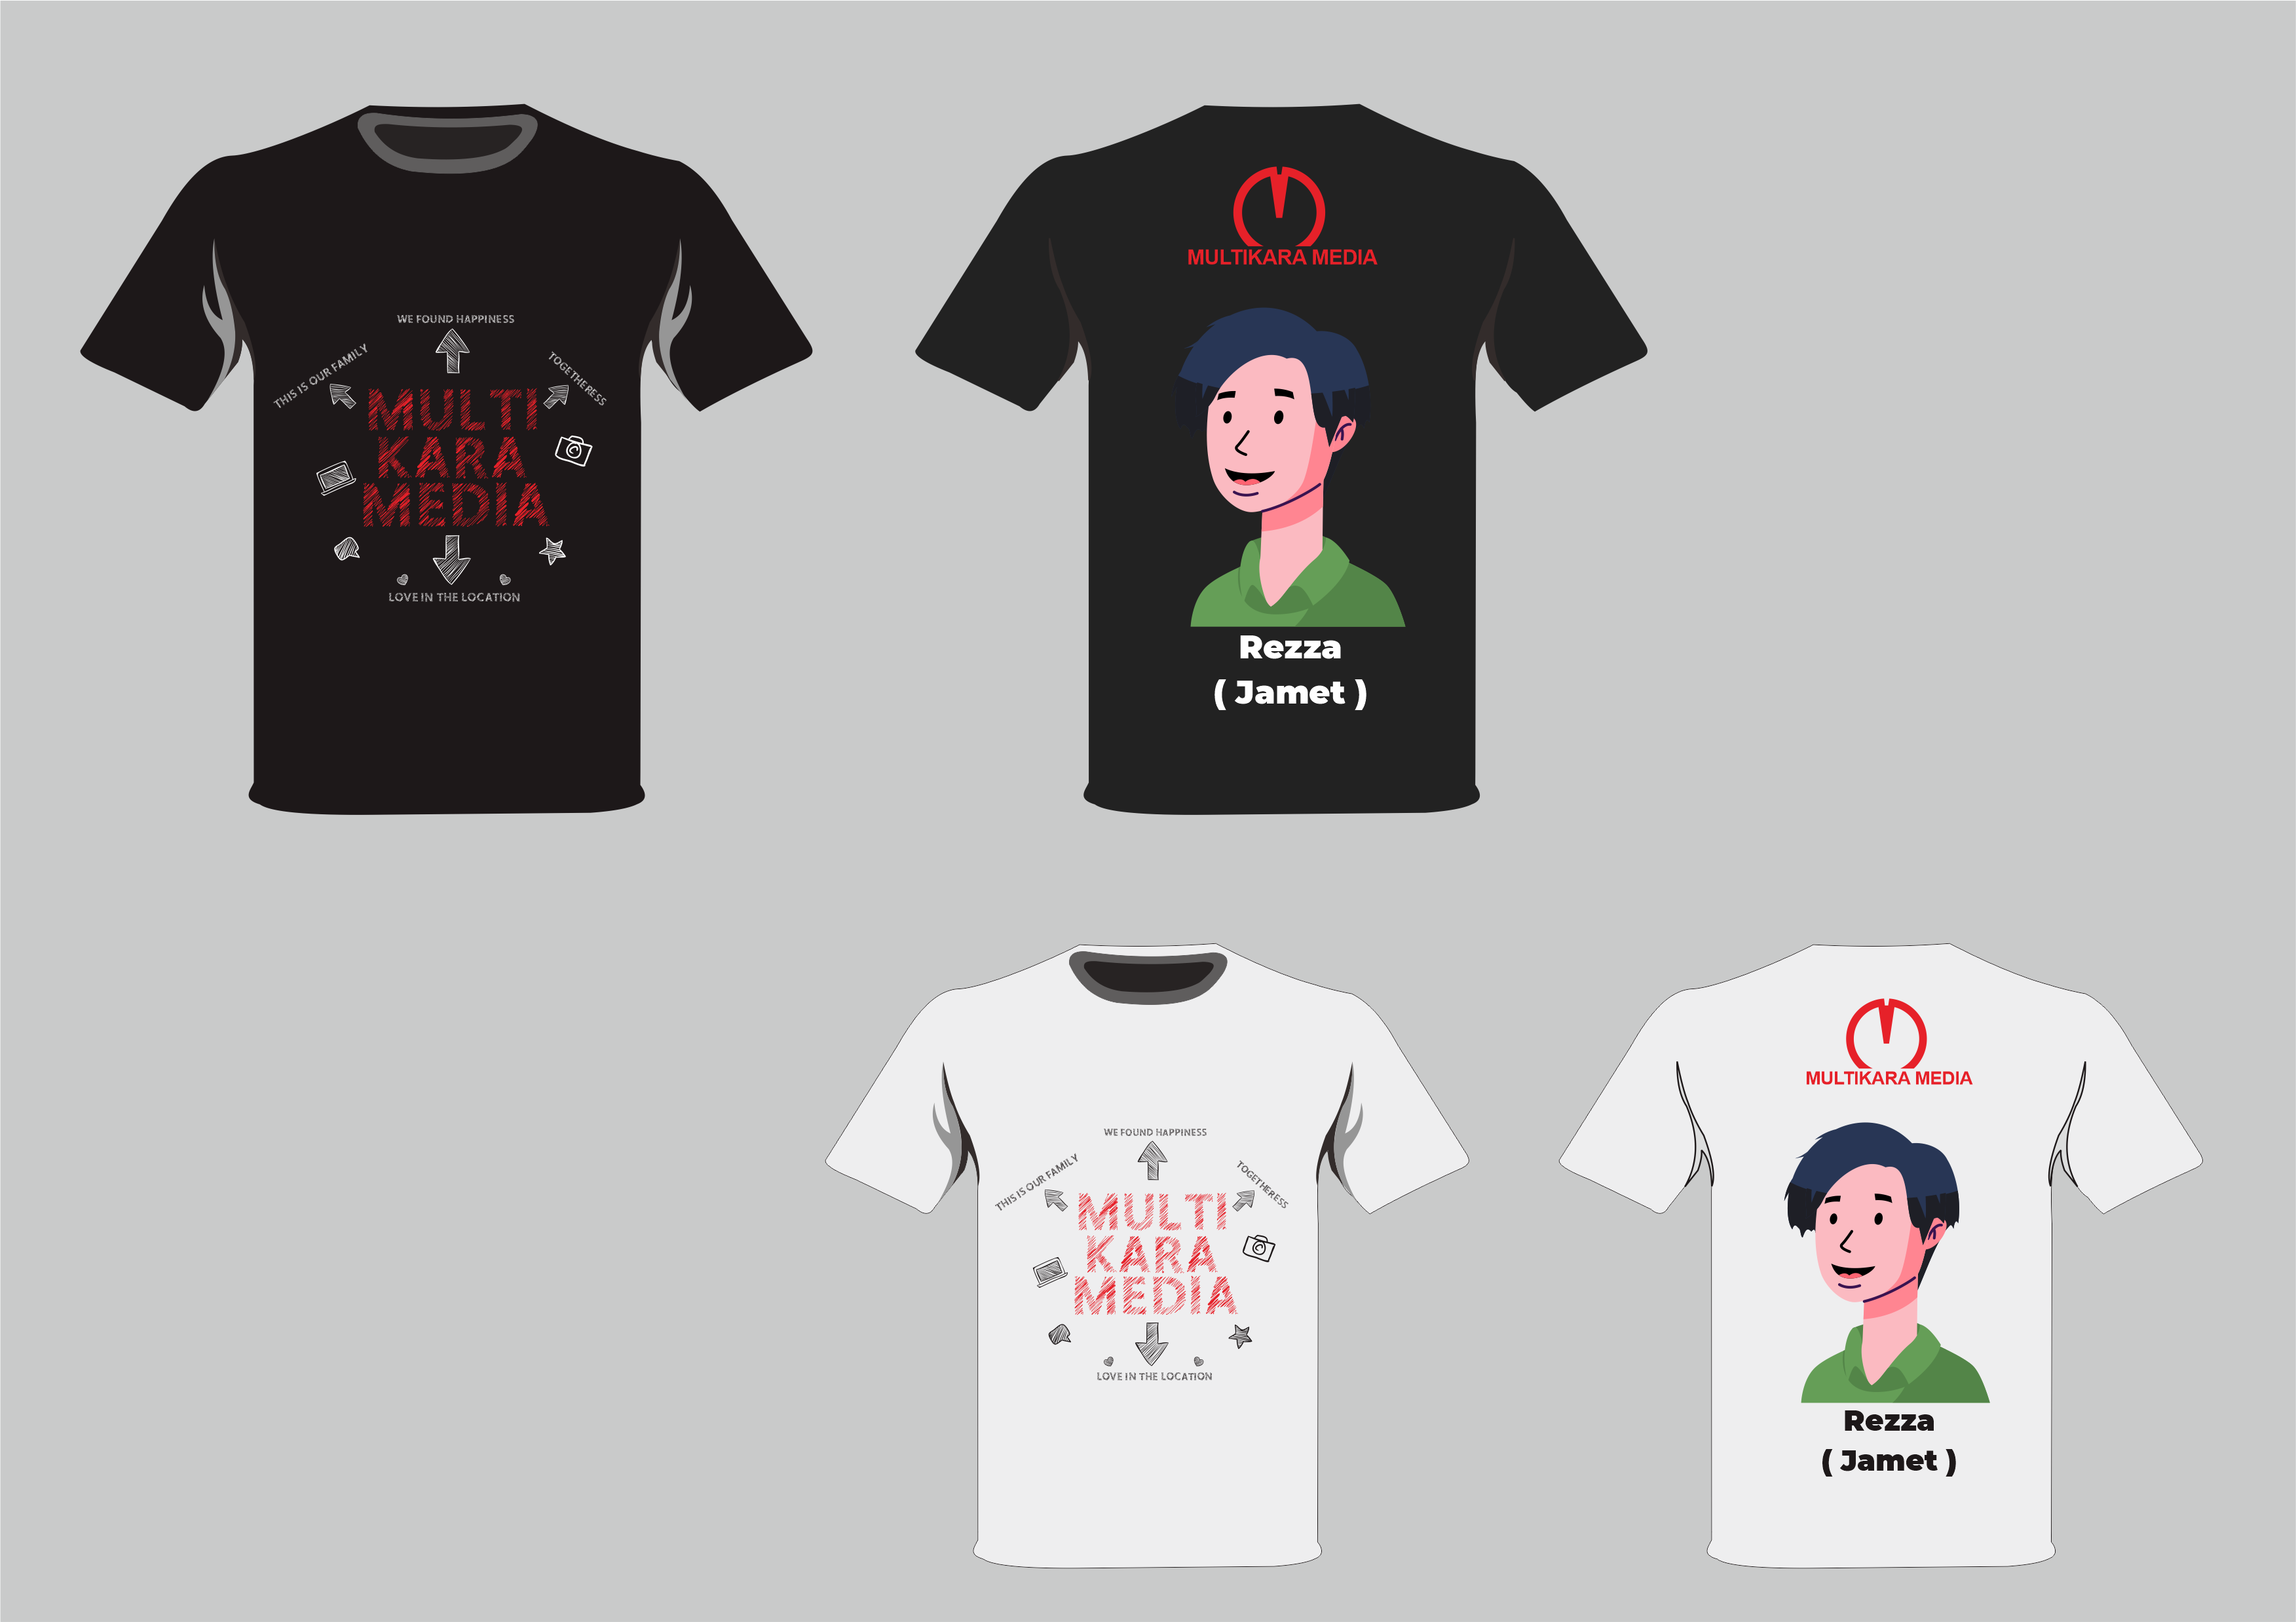 WE FOUND HAPPINESS
THIS IS OUR FAMILY
TOGETHERESS
MULTI
KARA
MEDIA
LOVE IN THE LOCATION
MULTIKARA MEDIA
Rezza
( Jamet )
WE FOUND HAPPINESS
THIS IS OUR FAMILY
TOGETHERESS
MULTI
KARA
MEDIA
LOVE IN THE LOCATION
MULTIKARA MEDIA
Rezza
( Jamet )